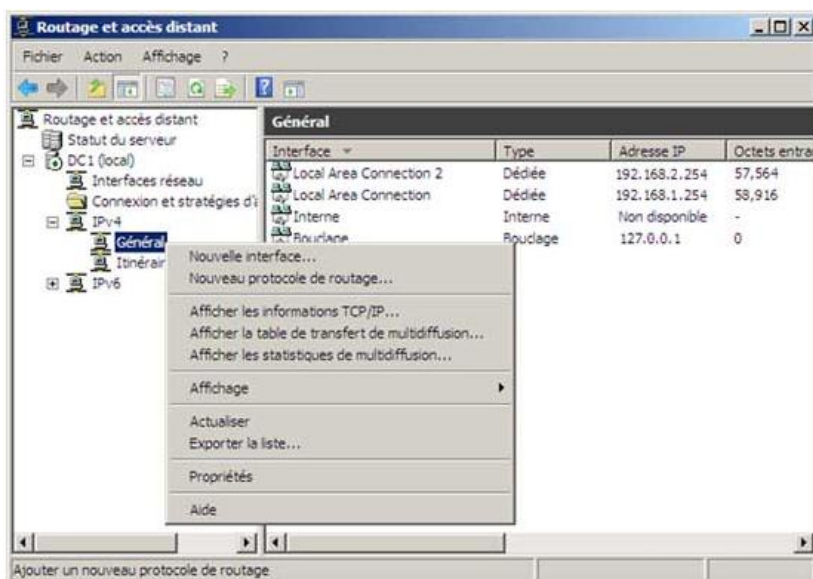 Routage et accès distant
Fichier Action Affichage ?
Routage et accès distant
Statut du serveur
DC1 (local)
Interfaces réseau
Connexion et stratégies d'a
IPv4
Général
Itinérair
IPv6
Général
Interface Type Adresse IP Octets entra
Local Area Connection 2 Dédiée 192.168.2.254 57,564
Local Area Connection Dédiée 192.168.1.254 58,916
Interne Interne Non disponible -
Bouclage Bouclage 127.0.0.1 0
Nouvelle interface...
Nouveau protocole de routage...
Afficher les informations TCP/IP...
Afficher la table de transfert de multidiffusion...
Afficher les statistiques de multidiffusion...
Affichage
Actualiser
Exporter la liste...
Propriétés
Aide
Ajouter un nouveau protocole de routage